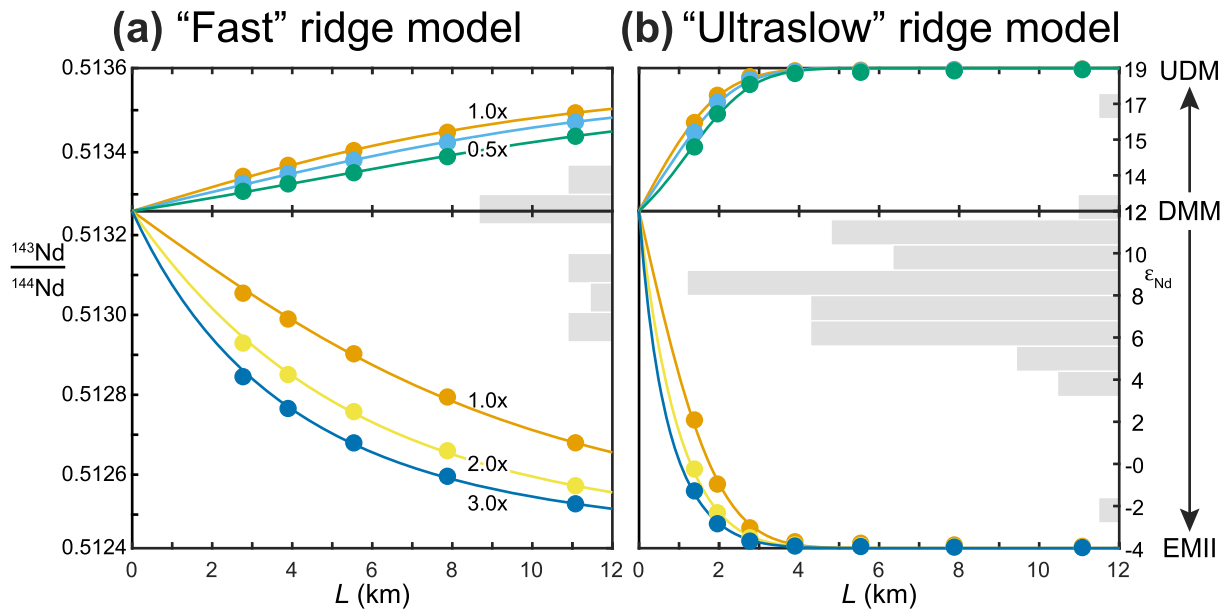 (a) “Fast” ridge model
(b) “Ultraslow” ridge model
0.5136
0.5134
0.5132
0.5130
0.5128
0.5126
0.5124
143Nd
144Nd
1.0x
0.5x
1.0x
2.0x
3.0x
0 2 4 6 8 10 12
L (km)
19
17
15
14
12
10
8
6
4
2
-0
-2
-4
εNd
UDM
DMM
EMII
0 2 4 6 8 10 12
L (km)